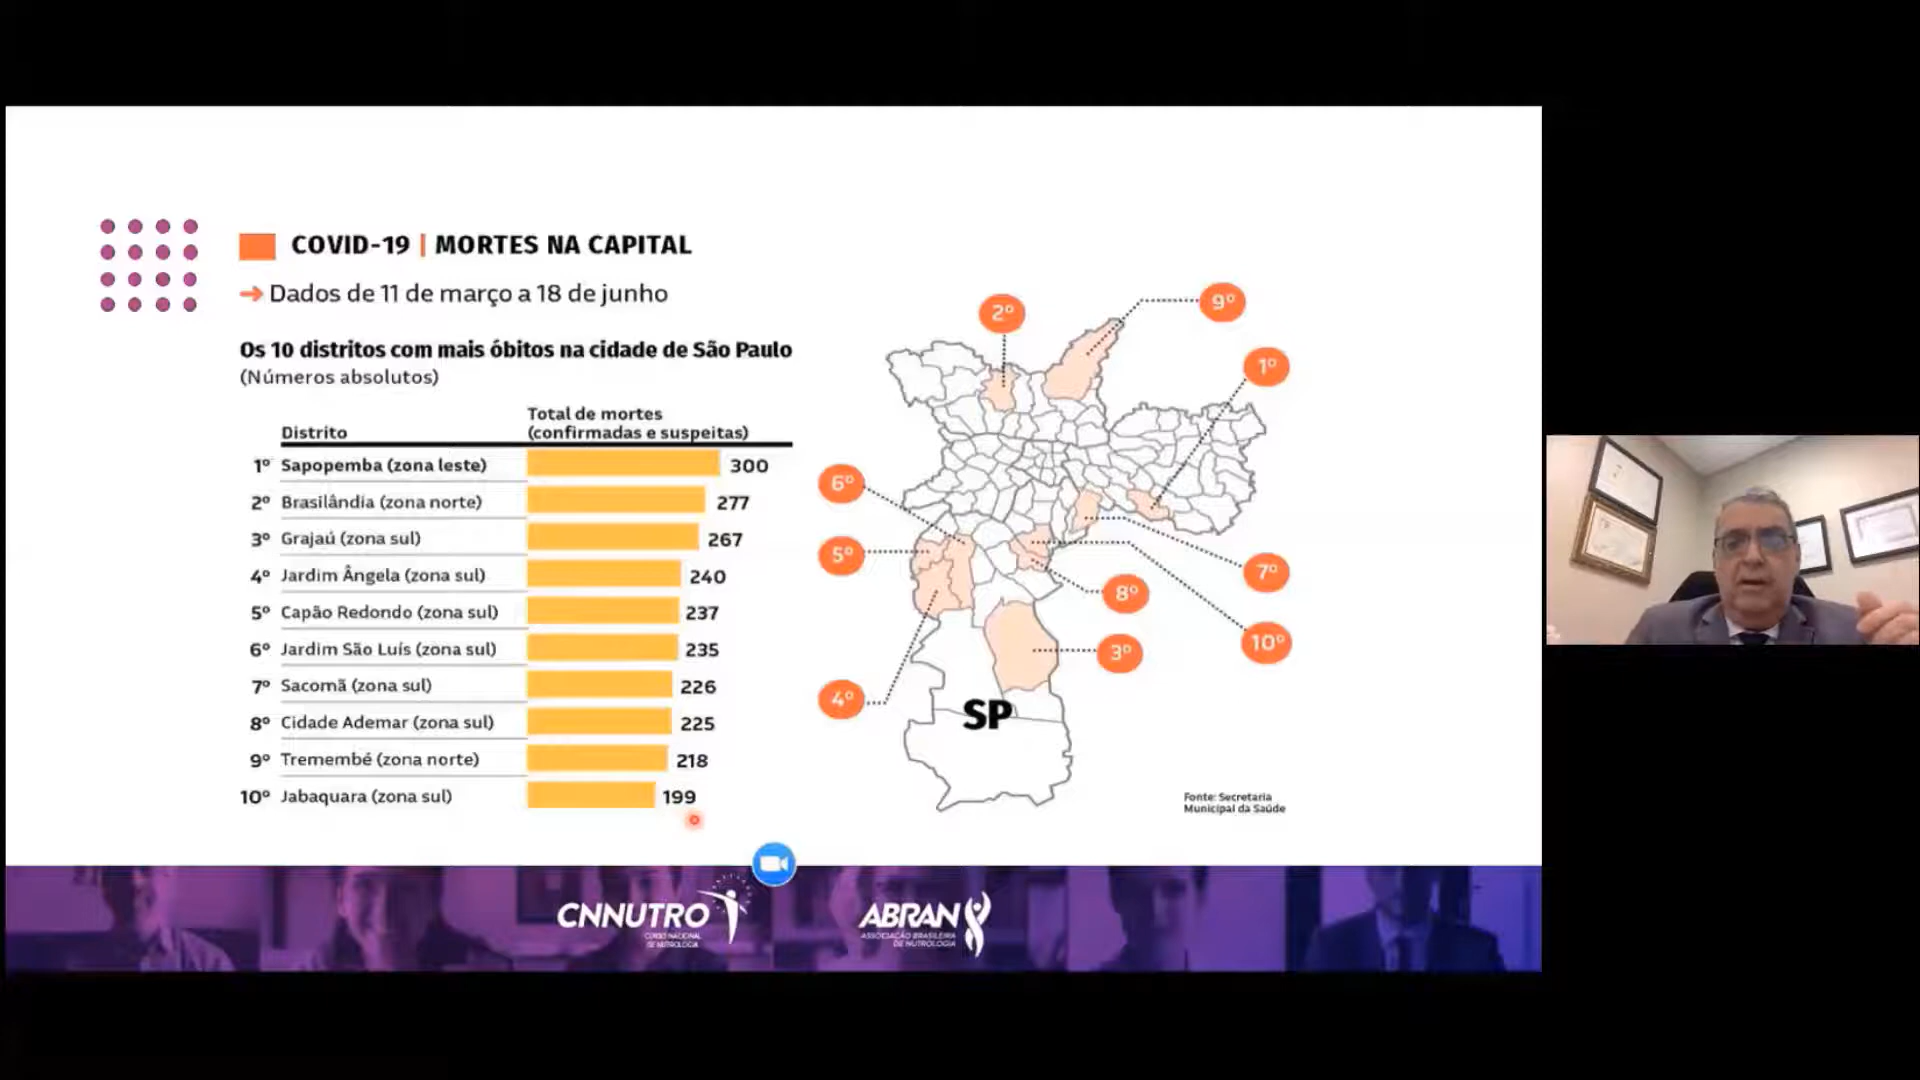 COVID-19 | MORTES NA CAPITAL
➔ Dados de 11 de março a 18 de junho
Os 10 distritos com mais óbitos na cidade de São Paulo
(Números absolutos)
Distrito
Total de mortes
(confirmadas e suspeitas)
1º Sapopemba (zona leste) 300
2º Brasilândia (zona norte) 277
3º Grajaú (zona sul) 267
4º Jardim Ângela (zona sul) 240
5º Capão Redondo (zona sul) 237
6º Jardim São Luís (zona sul) 235
7º Sacomã (zona sul) 226
8º Cidade Ademar (zona sul) 225
9º Tremembé (zona norte) 218
10º Jabaquara (zona sul) 199
2º
9º
1º
6º
5º
7º
8º
10º
3º
4º
SP
Fonte: Secretaria
Municipal da Saúde
CNNUTRO
CURSO NACIONAL
DE NUTROLOGIA
ABRAN
ASSOCIAÇÃO BRASILEIRA
DE NUTROLOGIA